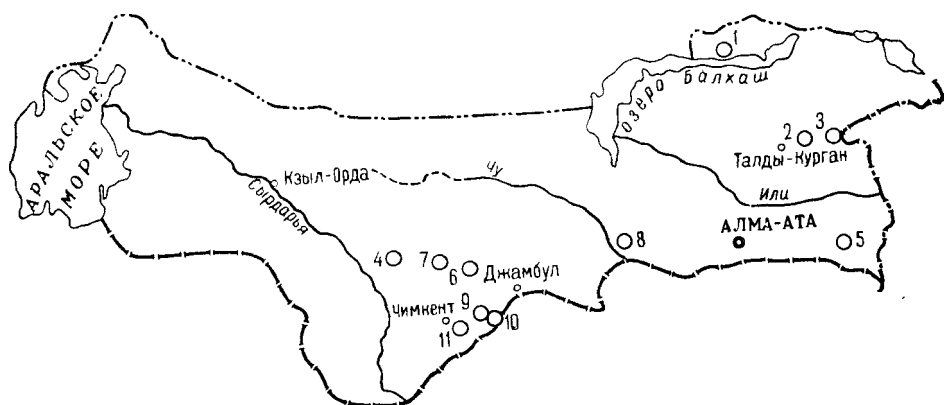 1
Балхаш
озеро
АРАЛЬСКОЕ
МОРЕ
2
3
Талды-Курган
Кзыл-Орда
Чу
Или
Сырдарья
АЛМА-АТА
8
5
4
7
6
Джамбул
Чимкент
9
10
11